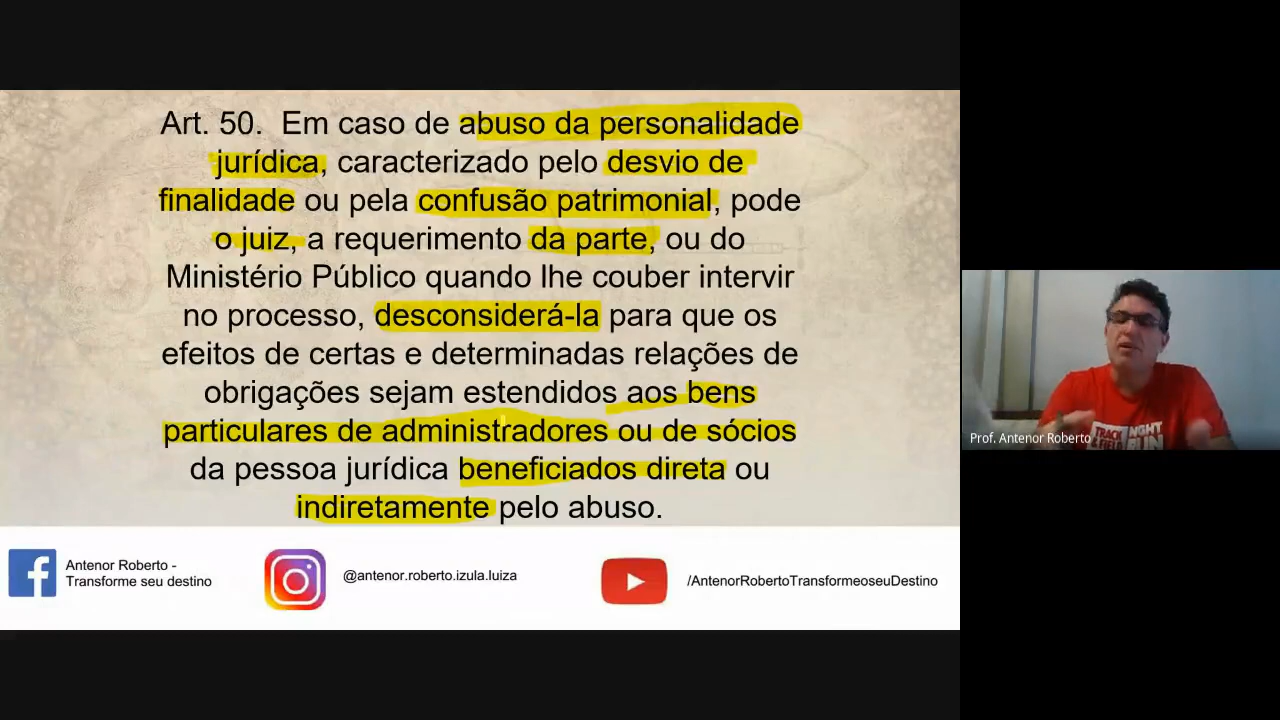 Art. 50.  Em caso de abuso da personalidade
jurídica, caracterizado pelo desvio de
finalidade ou pela confusão patrimonial, pode
o juiz, a requerimento da parte, ou do
Ministério Público quando lhe couber intervir
no processo, desconsiderá-la para que os
efeitos de certas e determinadas relações de
obrigações sejam estendidos aos bens
particulares de administradores ou de sócios
da pessoa jurídica beneficiados direta ou
indiretamente pelo abuso.
Antenor Roberto -
Transforme seu destino
@antenor.roberto.izula.luiza
/AntenorRobertoTransformeoseuDestino
Prof. Antenor Roberto
TRACK
&FIELD
NIGHT
RUN